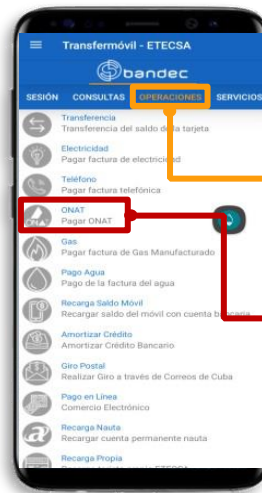 Transfermóvil - ETECSA
bandec
SESIÓN CONSULTAS OPERACIONES SERVICIOS
Transferencia
Transferencia del saldo de la tarjeta
Electricidad
Pagar factura de electricidad
Teléfono
Pagar factura telefónica
ONAT
Pagar ONAT
Gas
Pagar factura de Gas Manufacturado
Pago Agua
Pago de la factura del agua
Recarga Saldo Móvil
Recargar saldo del móvil con cuenta bancaria
Amortizar Crédito
Amortizar Crédito Bancario
Giro Postal
Realizar Giro a través de Correos de Cuba
Pago en Línea
Comercio Electrónico
Recarga Nauta
Recargar cuenta permanente nauta
Recarga Propia